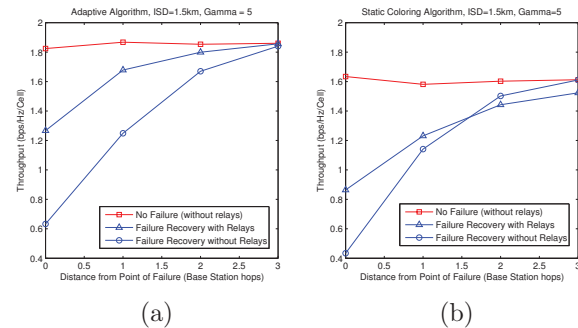 Adaptive Algorithm, ISD=1.5km, Gamma = 5
2
1.8
1.6
1.4
1.2
1
0.8
0.6
0.4
Throughput (bps/Hz/Cell)
No Failure (without relays)
Failure Recovery with Relays
Failure Recovery without Relays
0 0.5 1 1.5 2 2.5 3
Distance from Point of Failure (Base Station hops)
(a)
Static Coloring Algorithm, ISD=1.5km, Gamma=5
2
1.8
1.6
1.4
1.2
1
0.8
0.6
0.4
Throughput (bps/Hz/Cell)
No Failure (without relays)
Failure Recovery with Relays
Failure Recovery without Relays
0 0.5 1 1.5 2 2.5 3
Distance from Point of Failure (Base Station hops)
(b)